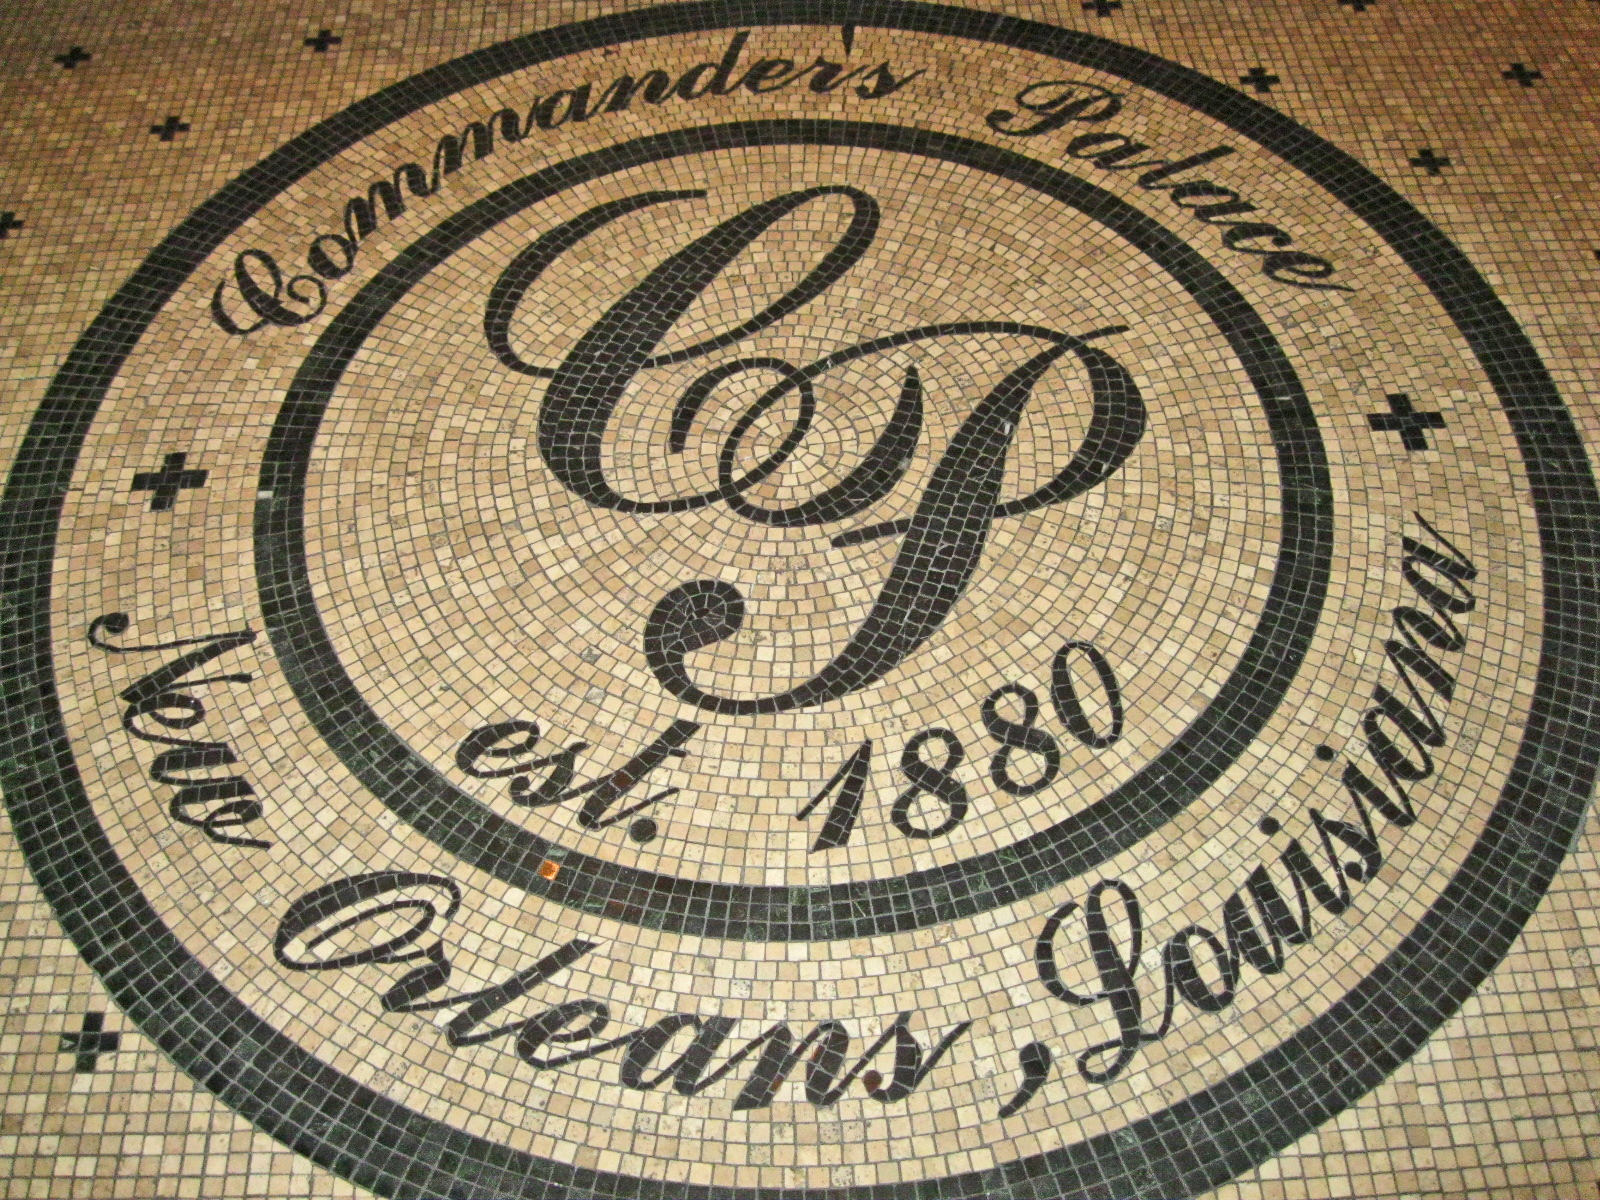 Commander's Palace
CP
est. 1880
New Orleans, Louisiana